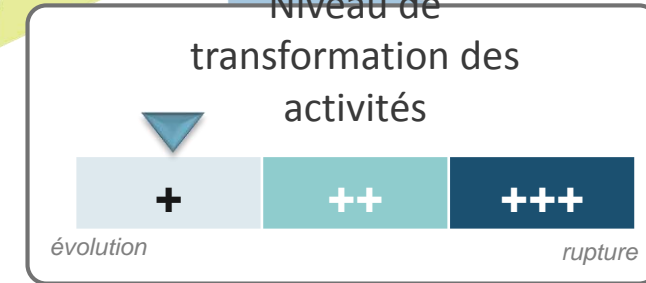 Niveau de
transformation des
activités
+ ++ +++
évolution rupture